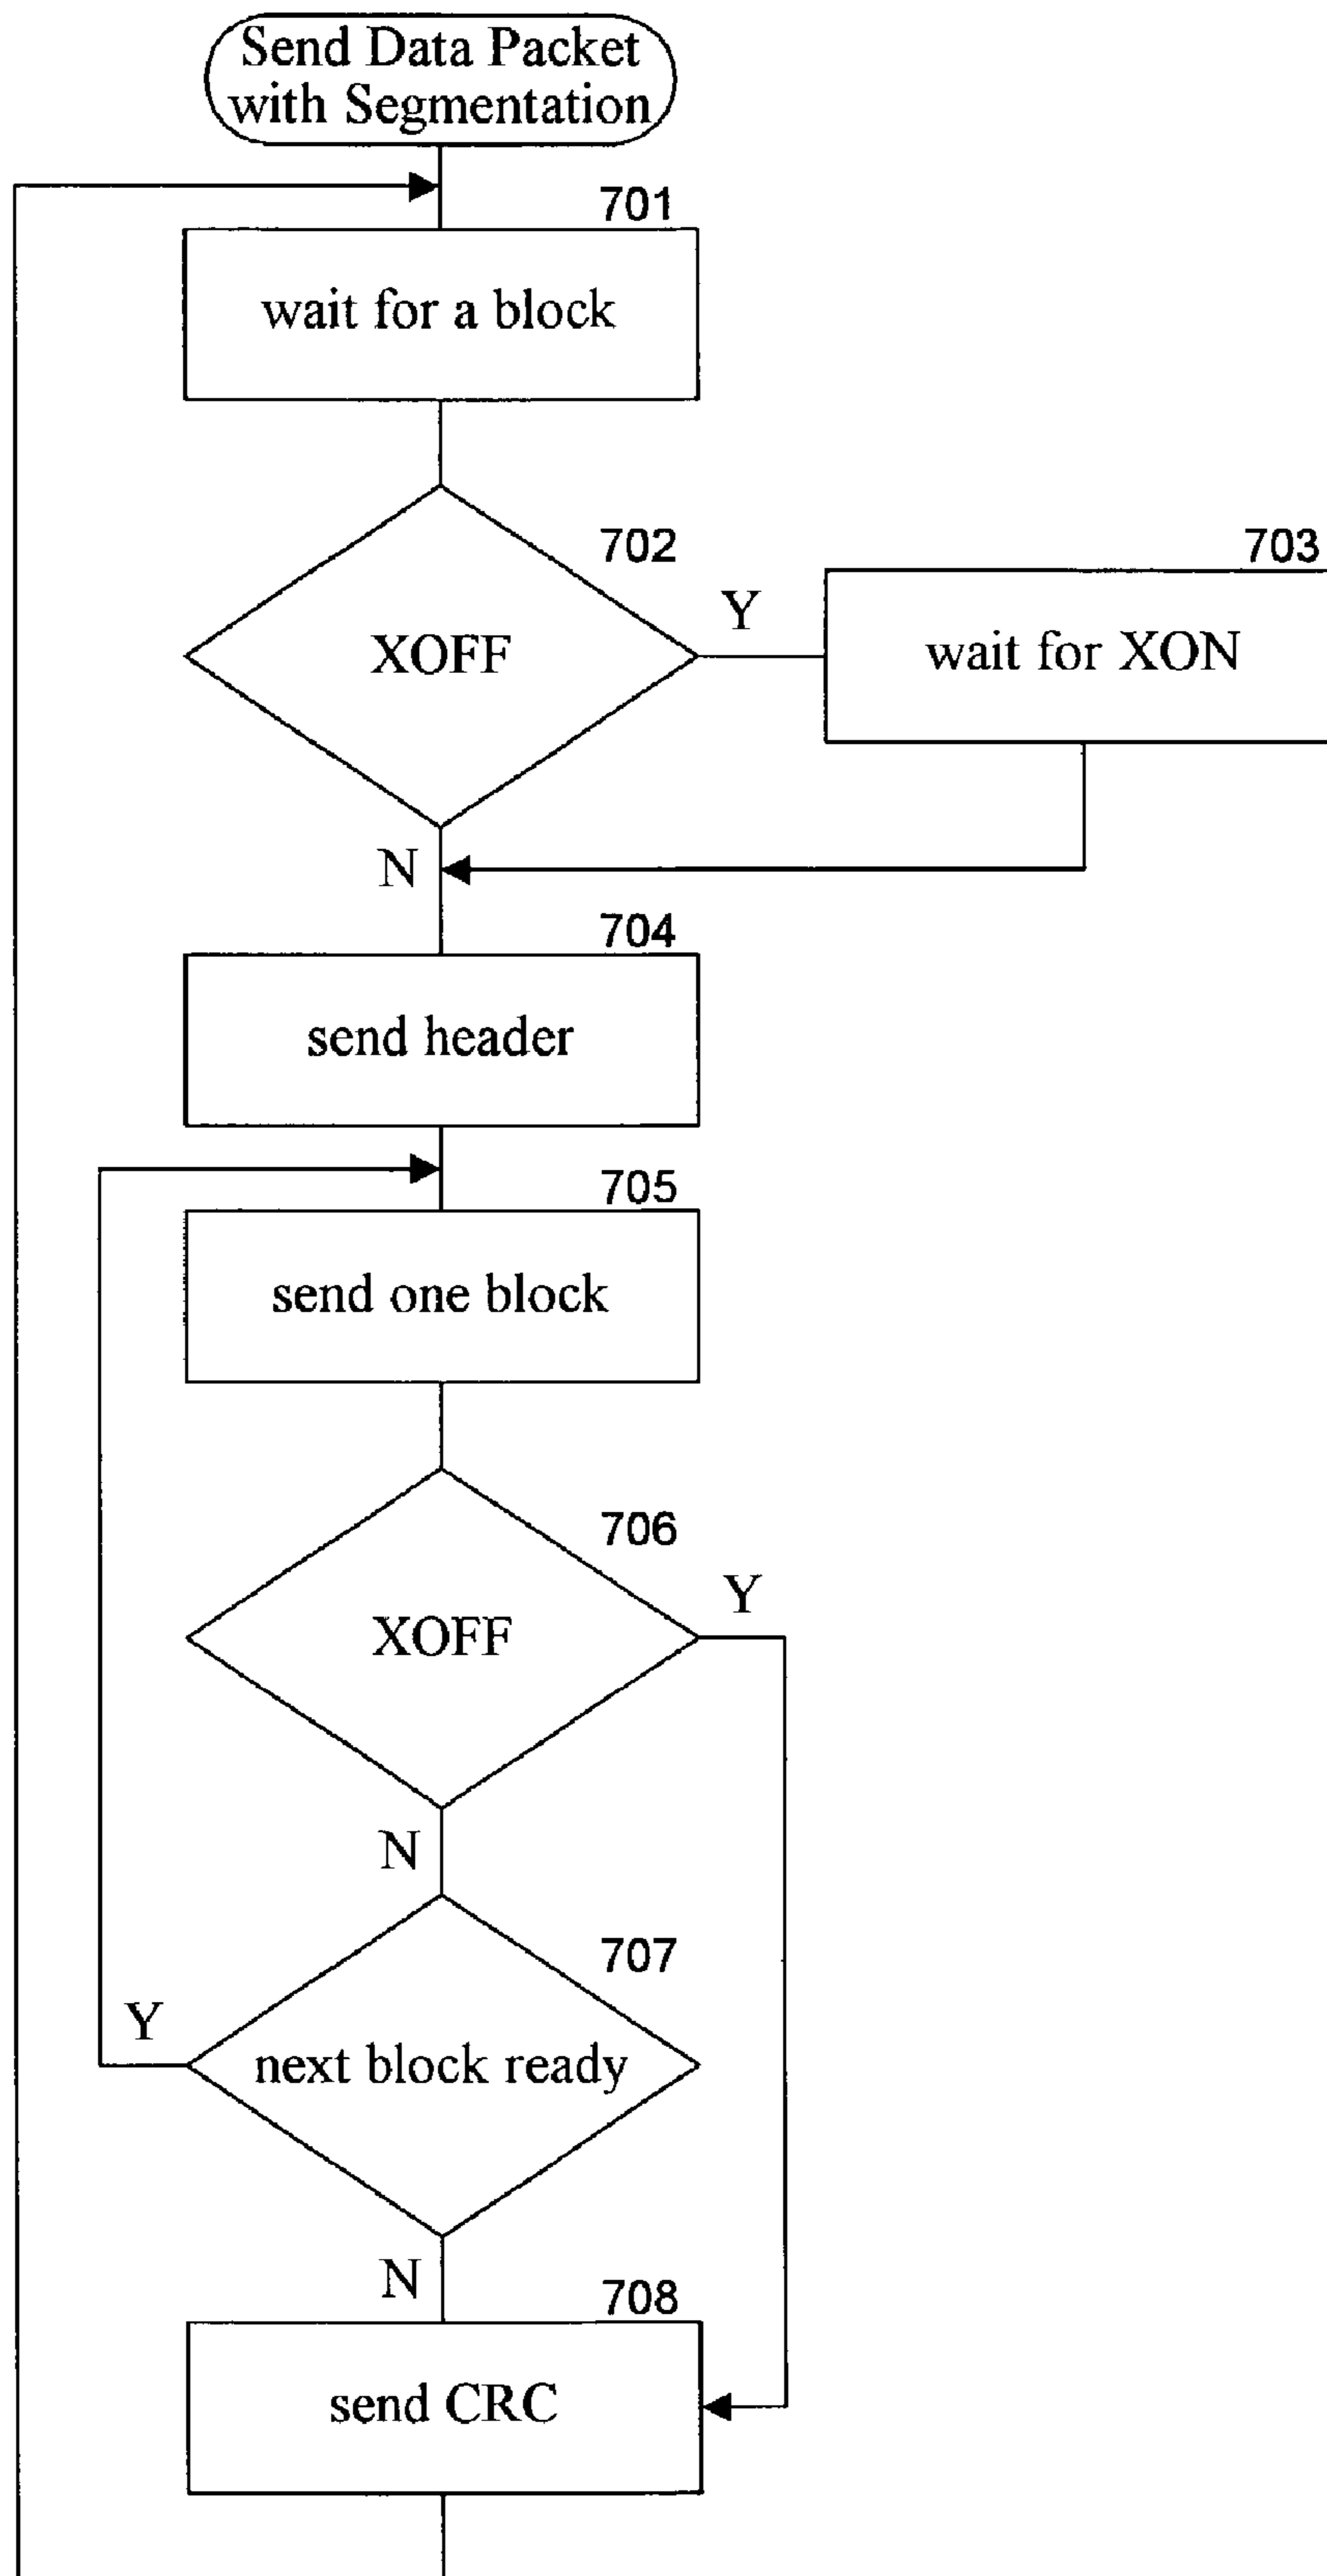 Send Data Packet
with Segmentation
701
wait for a block
702
XOFF
Y
703
wait for XON
N
704
send header
705
send one block
706
XOFF
Y
N
707
next block ready
Y
N
708
send CRC